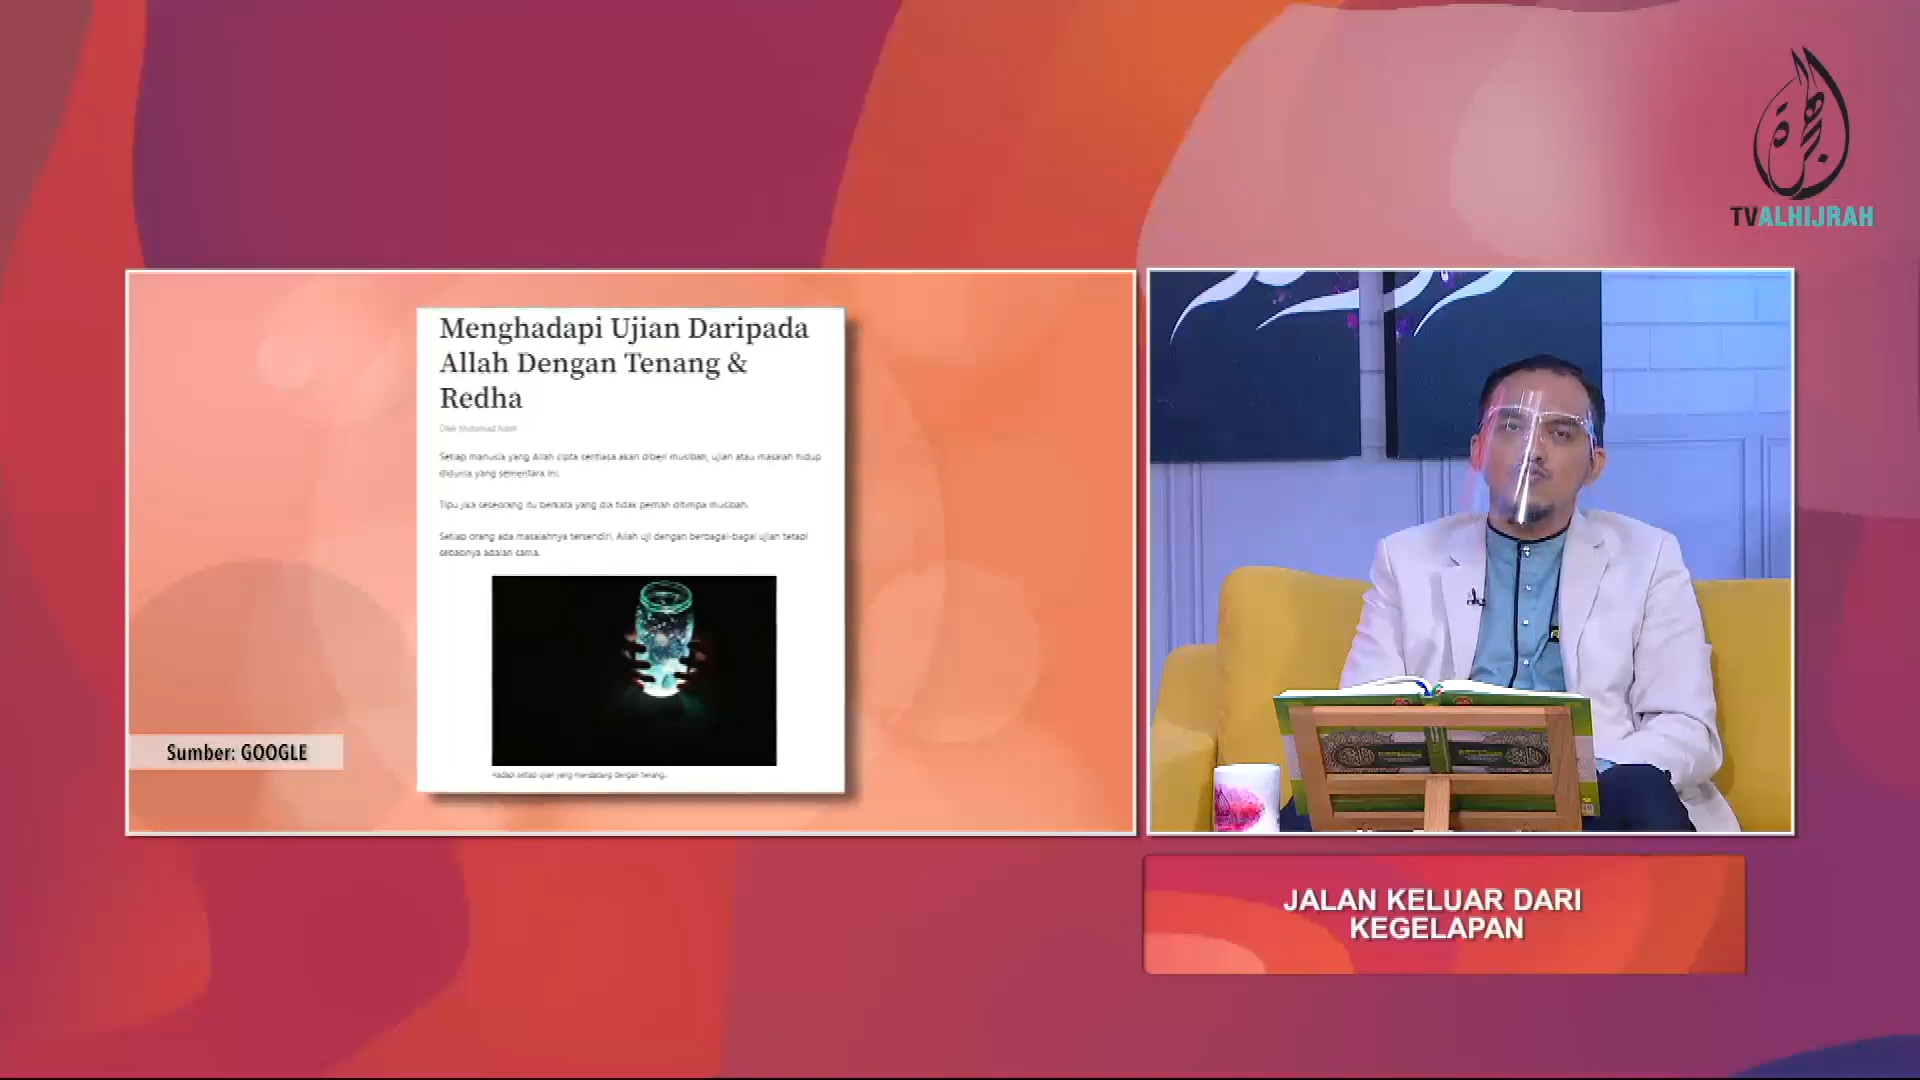 هجرة
TVALHIJRAH
Menghadapi Ujian Daripada
Allah Dengan Tenang &
Redha
Oleh Muhamad
Setiap manusia yang Allah cipta sentiasa akan diberi musibah, ujian atau masalah hidup
didunia yang sementara ini.
Tipu jika seseorang itu berkata yang dia tidak pernah ditimpa musibah.
Setiap orang ada masalahnya tersendiri, Allah uji dengan berbagai-bagai ujian tetapi
sebabnya adalah sama.
Hadapi setiap ujian yang mendatang dengan tenang.
Sumber: GOOGLE
JALAN KELUAR DARI
KEGELAPAN